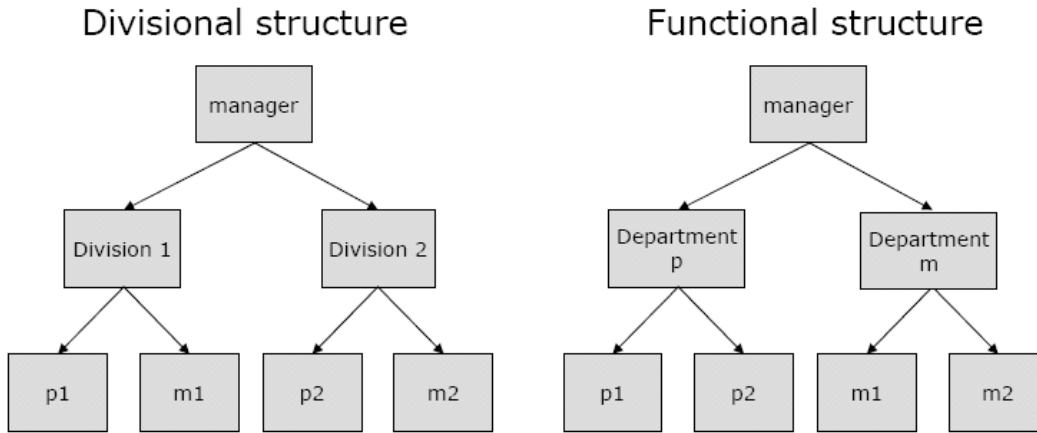 Divisional structure
Functional structure
manager
manager
Division 1
Division 2
Department
p
Department
m
p1
m1
p2
m2
p1
p2
m1
m2